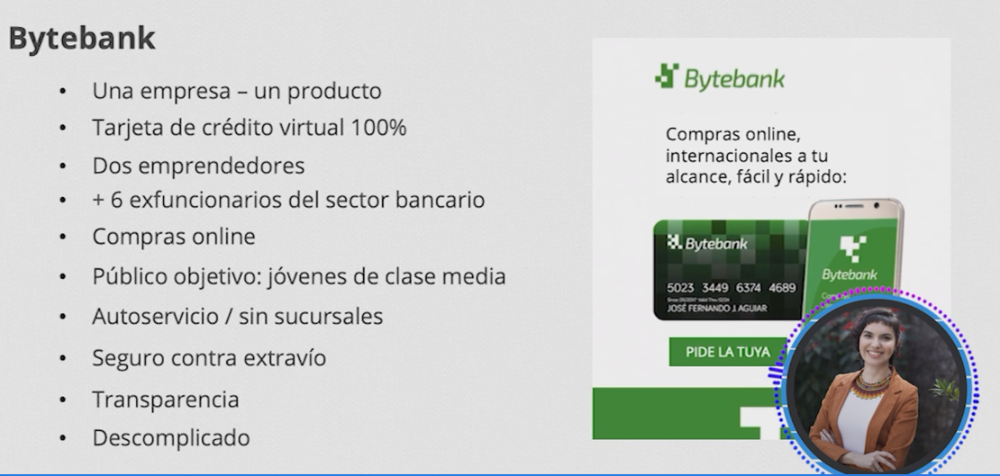 Bytebank
• Una empresa – un producto
• Tarjeta de crédito virtual 100%
• Dos emprendedores
• + 6 exfuncionarios del sector bancario
• Compras online
• Público objetivo: jóvenes de clase media
• Autoservicio / sin sucursales
• Seguro contra extravío
• Transparencia
• Descomplicado
Bytebank
Compras online,
internacionales a tu
alcance, fácil y rápido:
Bytebank
5023 3449 6374 4689
JOSÉ FERNANDO J. AGUIAR
Bytebank
PIDE LA TUYA